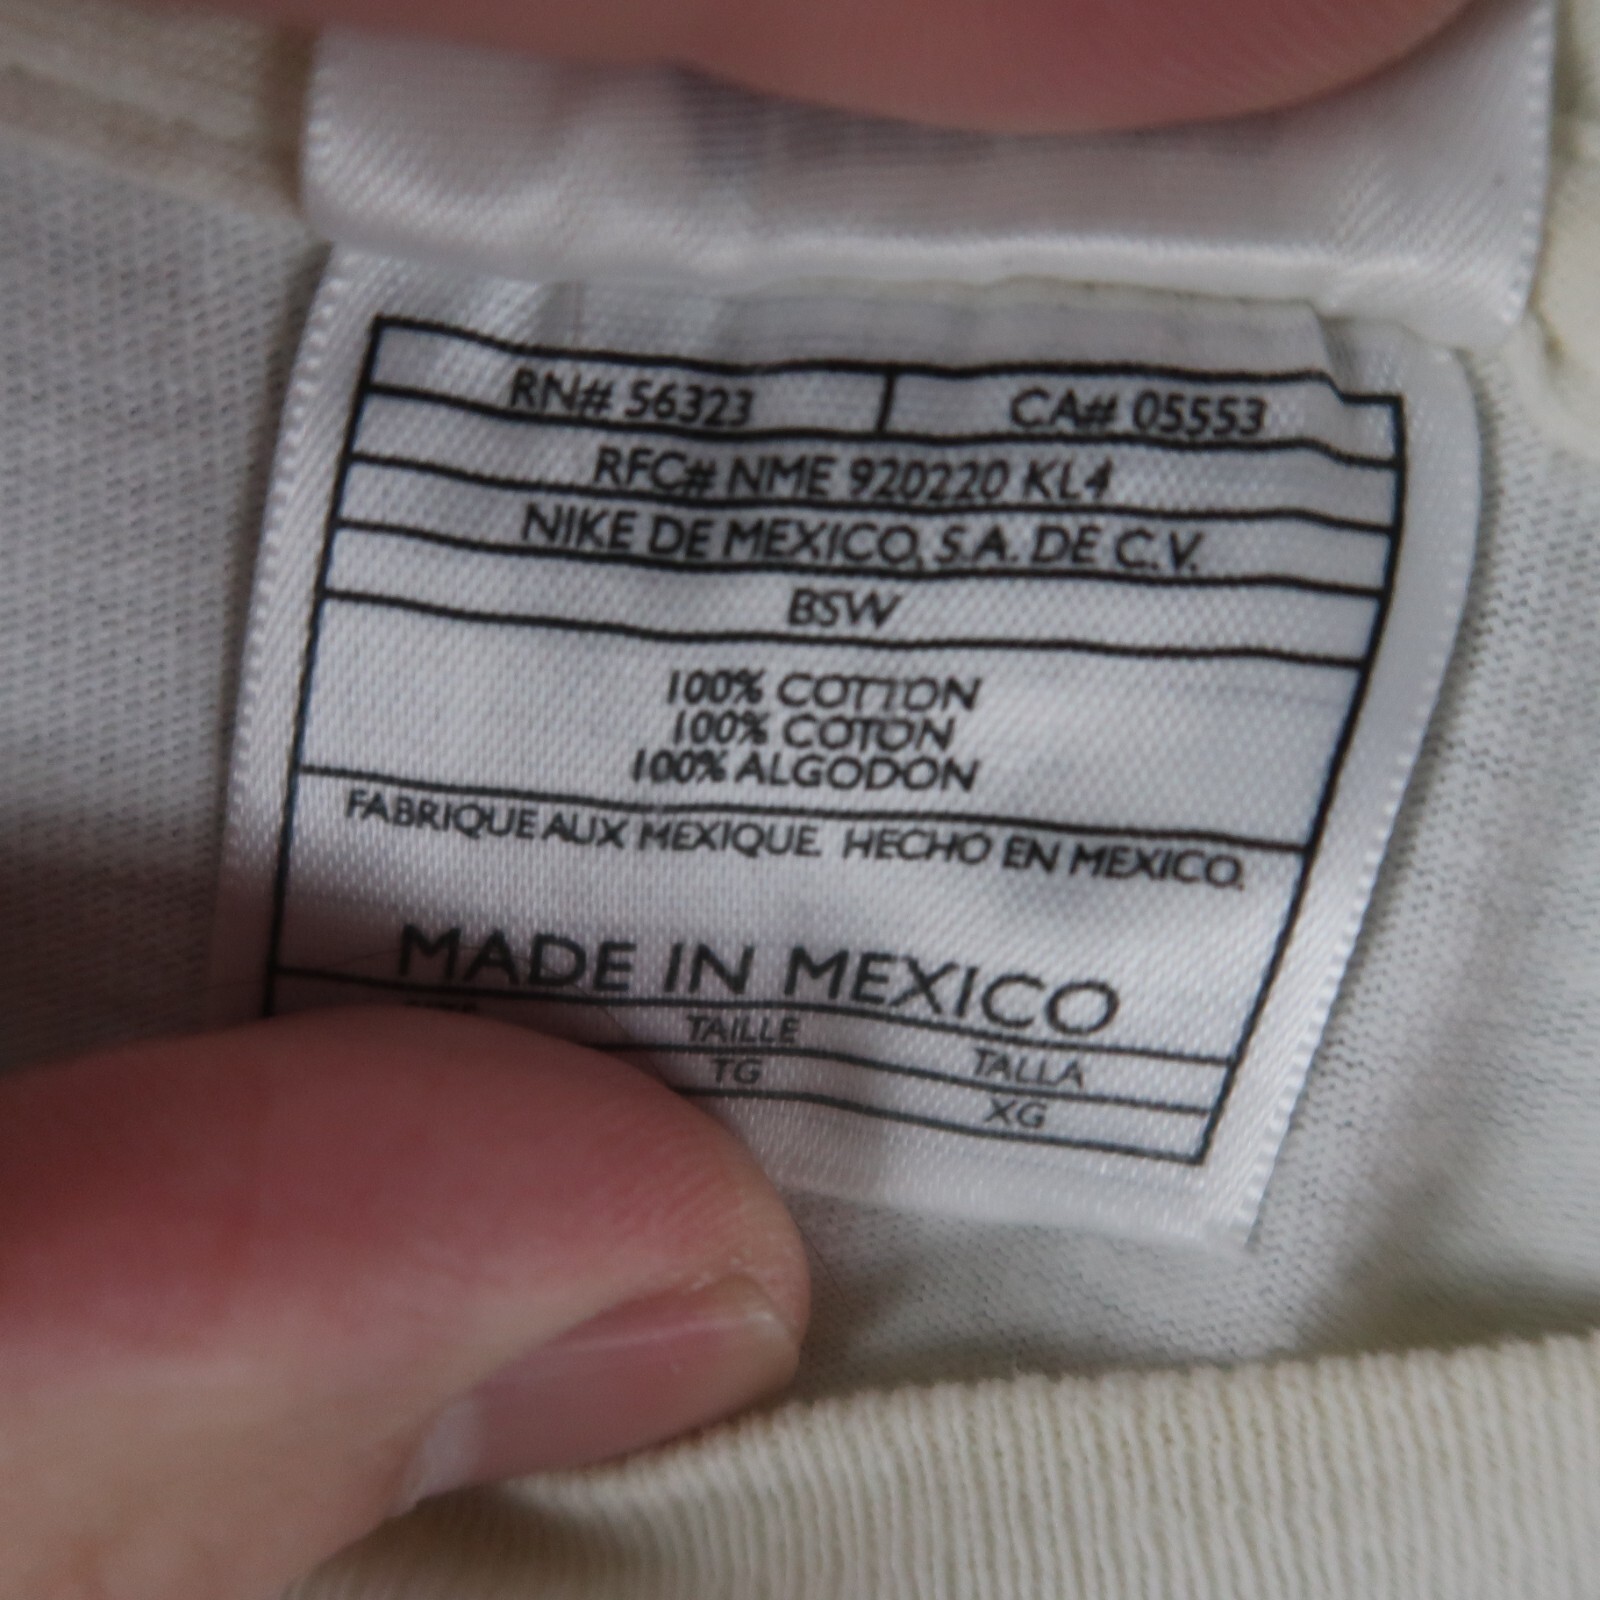 RN# 56323 CA# 05553
RFC# NME 920220 KL4
NIKE DE MEXICO, S.A. DE C.V.
BSW
100% COTTON
100% COTON
100% ALGODON
FABRIQUE AUX MEXIQUE. HECHO EN MEXICO.
MADE IN MEXICO
TAILLE TALLA
TG XG